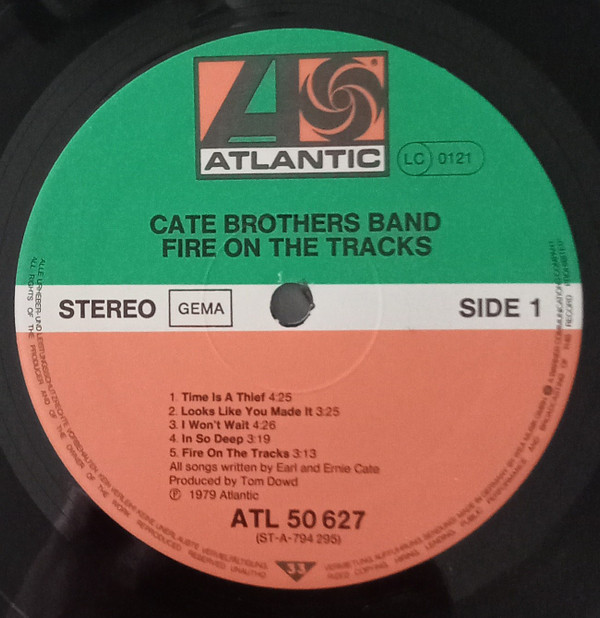 ATLANTIC
LC 0121
CATE BROTHERS BAND
FIRE ON THE TRACKS
STEREO GEMA SIDE 1
1. Time Is A Thief 4:25
2. Looks Like You Made It 3:25
3. I Won't Wait 4:26
4. In So Deep 3:19
5. Fire On The Tracks 3:13
All songs written by Earl and Ernie Cate
Produced by Tom Dowd
℗ 1979 Atlantic
ATL 50 627
(ST-A-794 295)
33